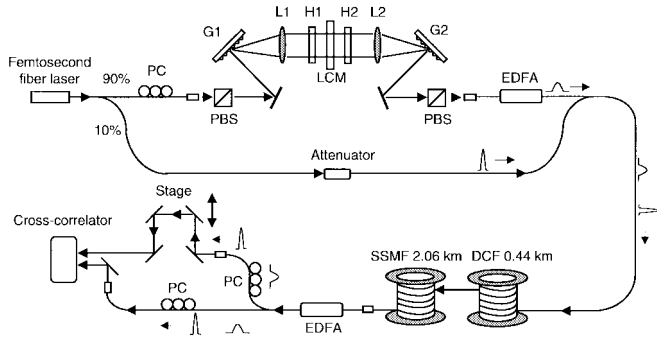 G1
L1
H1
H2
L2
G2
LCM
Femtosecond
fiber laser
90%
PC
PBS
PBS
EDFA
10%
Attenuator
Stage
Cross-correlator
PC
SSMF 2.06 km
DCF 0.44 km
PC
EDFA